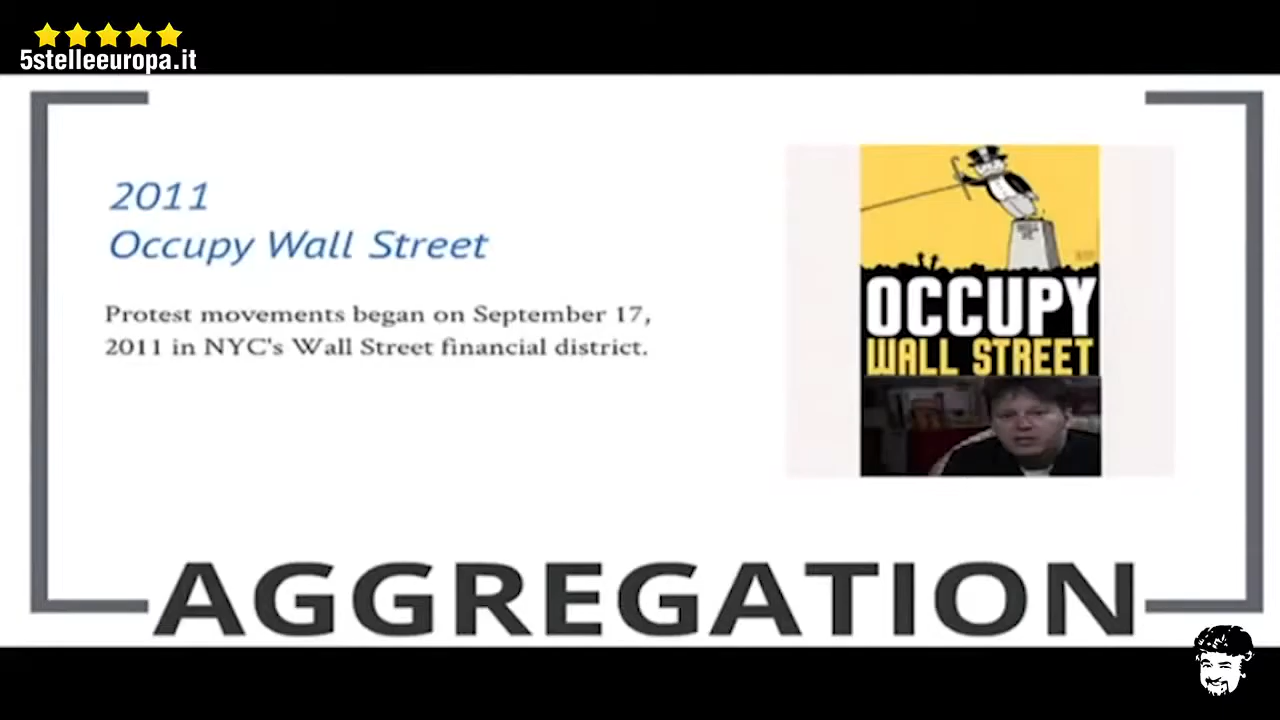 5stelleeuropa.it
2011
Occupy Wall Street
Protest movements began on September 17,
2011 in NYC's Wall Street financial district.
OCCUPY
WALL STREET
AGGREGATION